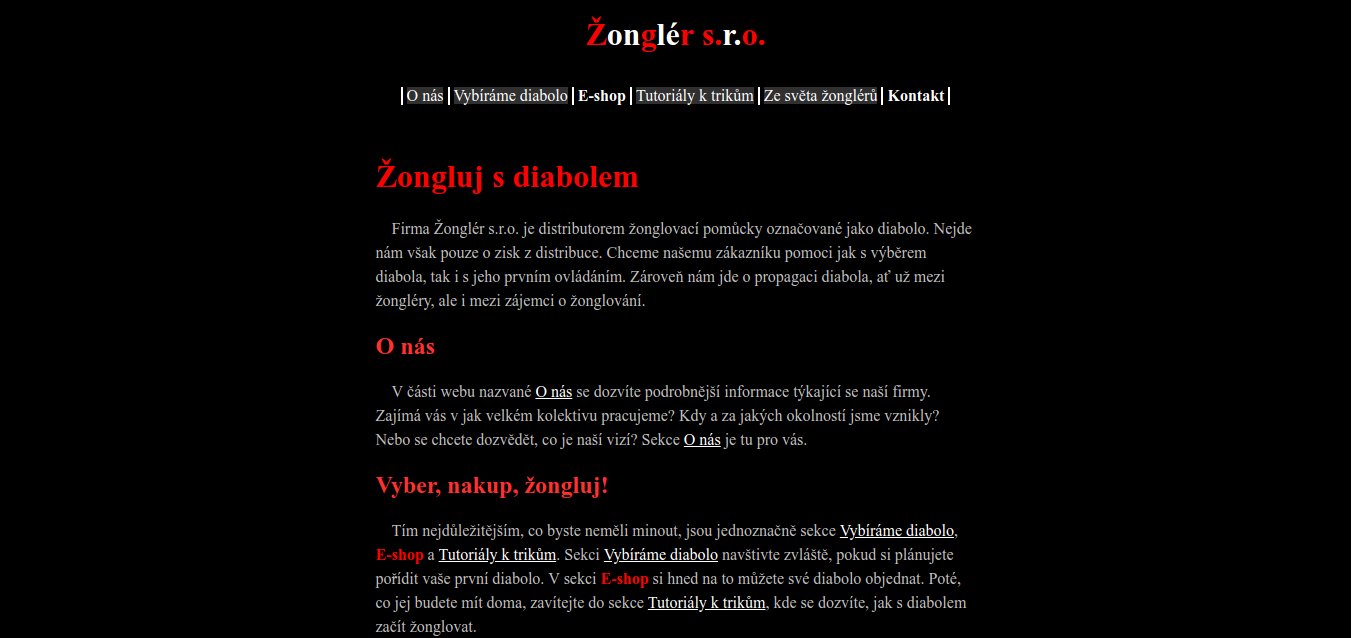 Žonglér s.r.o.
| O nás | Vybíráme diabolo | E-shop | Tutoriály k trikům | Ze světa žonglérů | Kontakt |
Žongluj s diabolem
Firma Žonglér s.r.o. je distributorem žonglovací pomůcky označované jako diabolo. Nejde
nám však pouze o zisk z distribuce. Chceme našemu zákazníku pomoci jak s výběrem
diabola, tak i s jeho prvním ovládáním. Zároveň nám jde o propagaci diabola, ať už mezi
žongléry, ale i mezi zájemci o žonglování.
O nás
V části webu nazvané O nás se dozvíte podrobnější informace týkající se naší firmy.
Zajímá vás v jak velkém kolektivu pracujeme? Kdy a za jakých okolností jsme vznikly?
Nebo se chcete dozvědět, co je naší vizí? Sekce O nás je tu pro vás.
Vyber, nakup, žongluj!
Tím nejdůležitějším, co byste neměli minout, jsou jednoznačně sekce Vybíráme diabolo,
E-shop a Tutoriály k trikům. Sekci Vybíráme diabolo navštivte zvláště, pokud si plánujete
pořídit vaše první diabolo. V sekci E-shop si hned na to můžete své diabolo objednat. Poté,
co jej budete mít doma, zavítejte do sekce Tutoriály k trikům, kde se dozvíte, jak s diabolem
začít žonglovat.